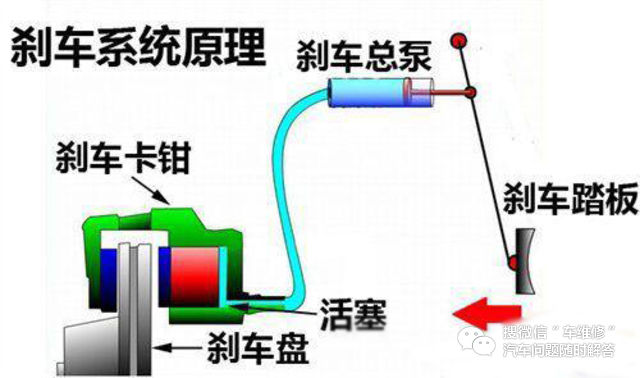 刹车系统原理
刹车总泵
刹车卡钳
刹车踏板
活塞
刹车盘
搜微信“车维修”
汽车问题随时解答